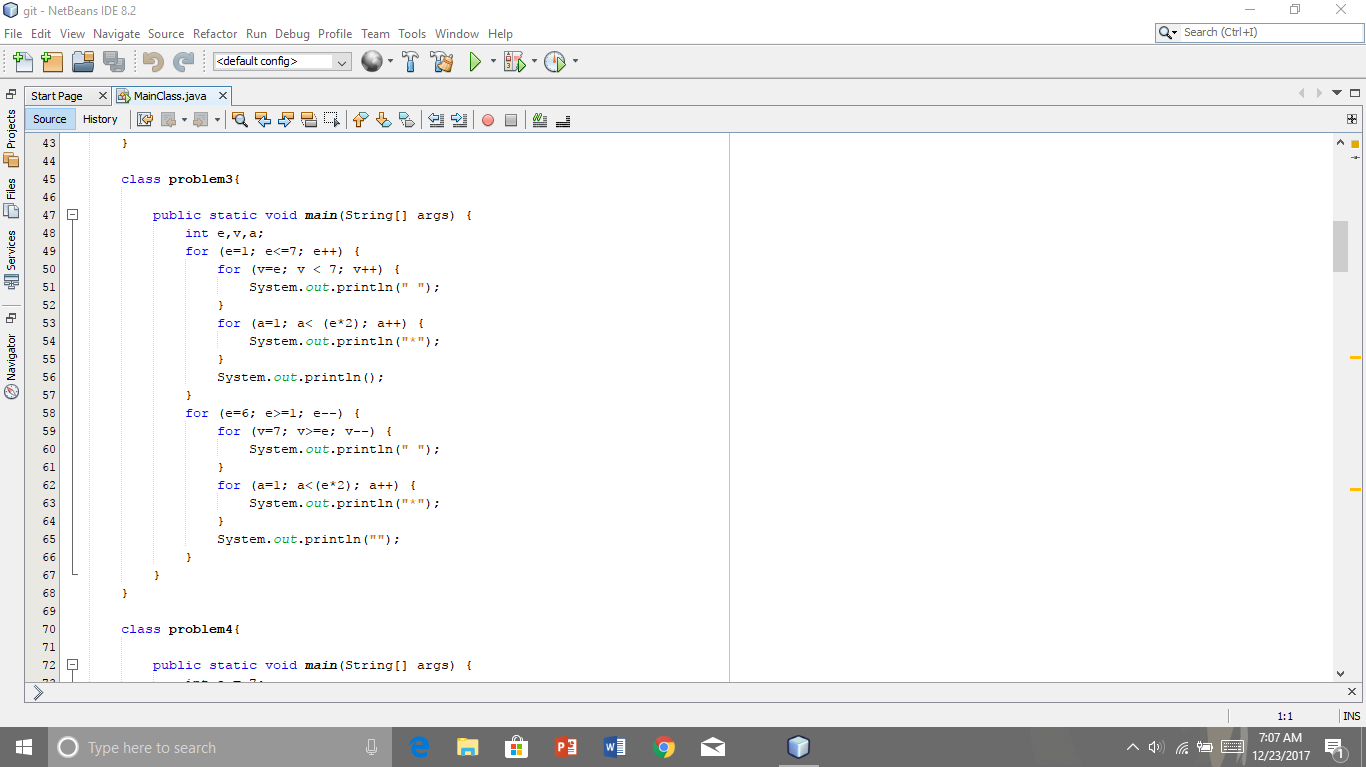 git - NetBeans IDE 8.2
File Edit View Navigate Source Refactor Run Debug Profile Team Tools Window Help
Search (Ctrl+I)
<default config>
Start Page
MainClass.java
Source History
Projects
Files
Services
Navigator
43 }
44
45 class problem3{
46
47 public static void main(String[] args) {
48 int e,v,a;
49 for (e=1; e<=7; e++) {
50 for (v=e; v < 7; v++) {
51 System.out.println(" ");
52 }
53 for (a=1; a< (e*2); a++) {
54 System.out.println("*");
55 }
56 System.out.println();
57 }
58 for (e=6; e>=1; e--) {
59 for (v=7; v>=e; v--) {
60 System.out.println(" ");
61 }
62 for (a=1; a<(e*2); a++) {
63 System.out.println("*");
64 }
65 System.out.println("");
66 }
67 }
68 }
69
70 class problem4{
71
72 public static void main(String[] args) {
1:1 INS
Type here to search
7:07 AM
12/23/2017
1